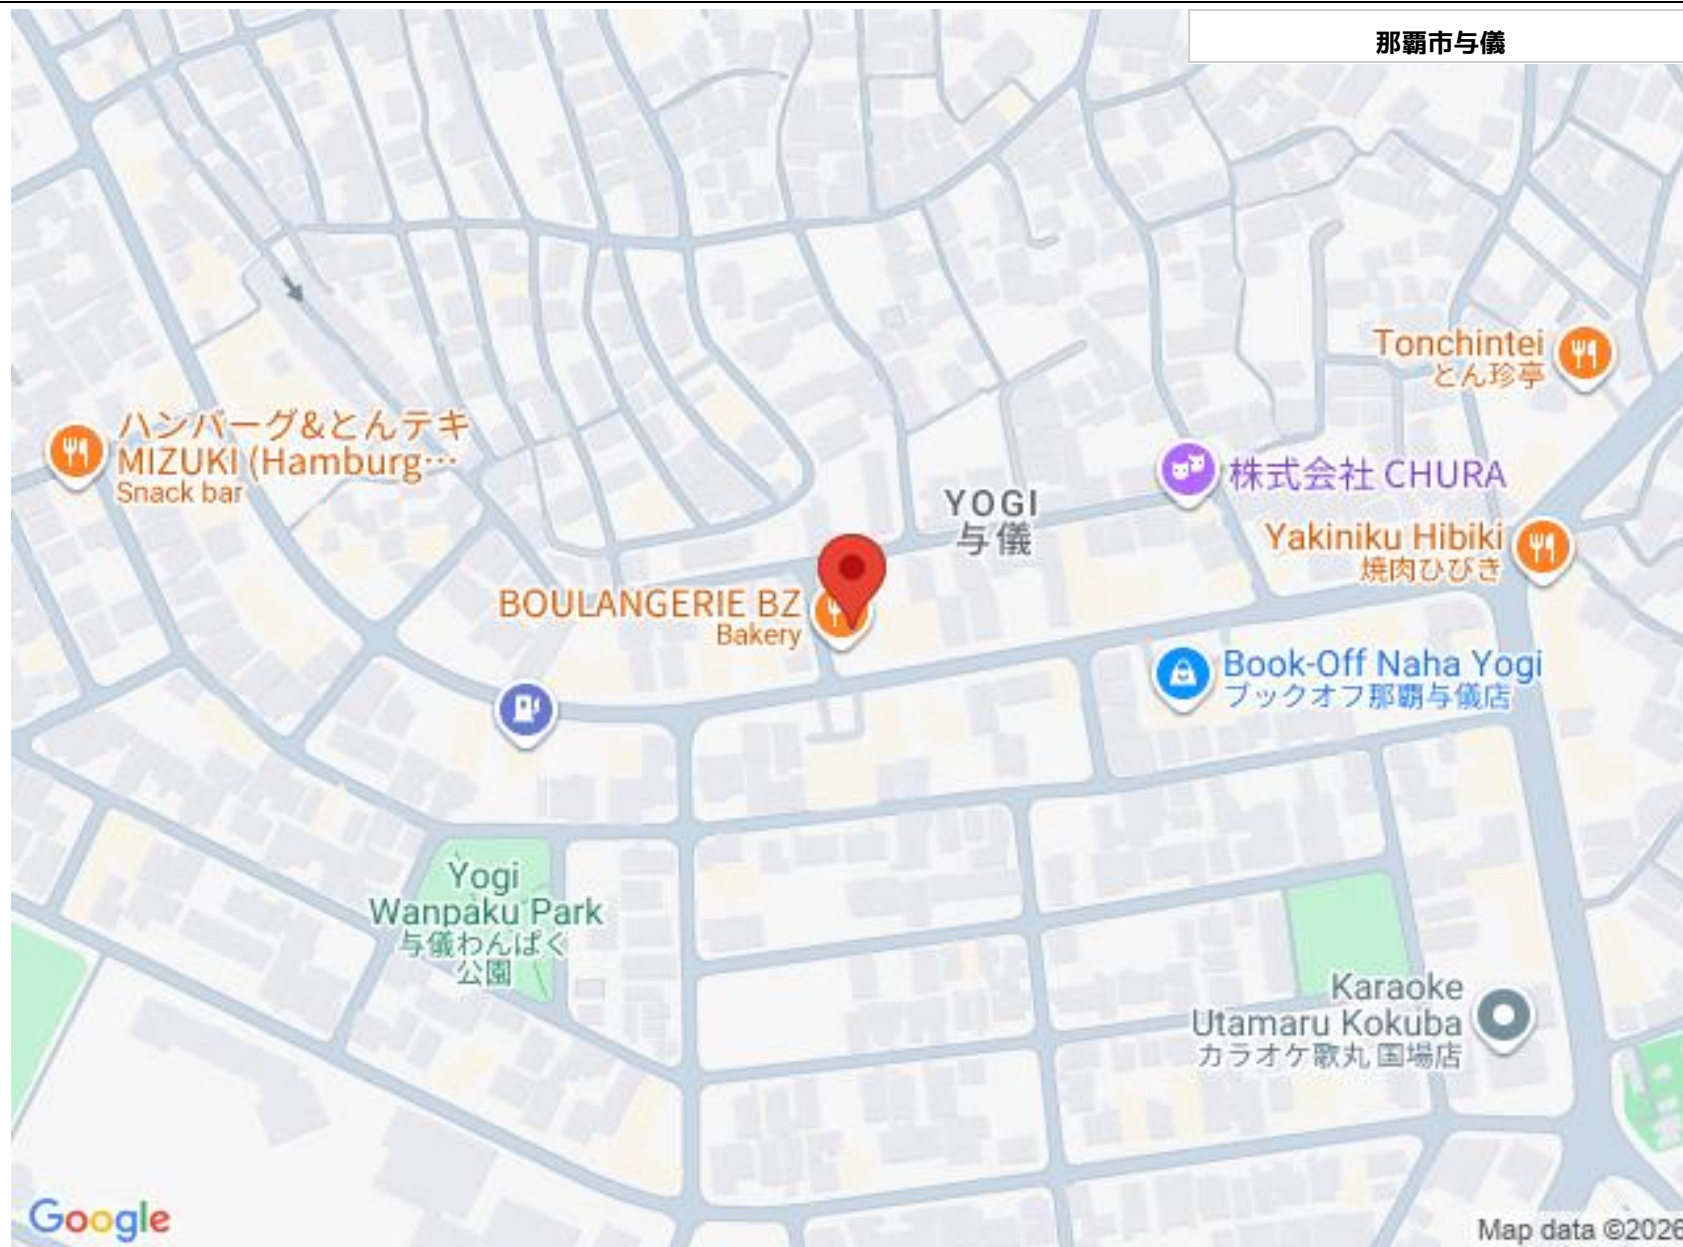 那覇市与儀
Tonchintei
とん珍亭
ハンバーグ&とんテキ
MIZUKI (Hamburg…
Snack bar
株式会社 CHURA
YOGI
与儀
Yakiniku Hibiki
焼肉ひびき
BOULANGERIE BZ
Bakery
Book-Off Naha Yogi
ブックオフ那覇与儀店
Yogi
Wanpaku Park
与儀わんぱく
公園
Karaoke
Utamaru Kokuba
カラオケ歌丸 国場店
Google
Map data ©2026